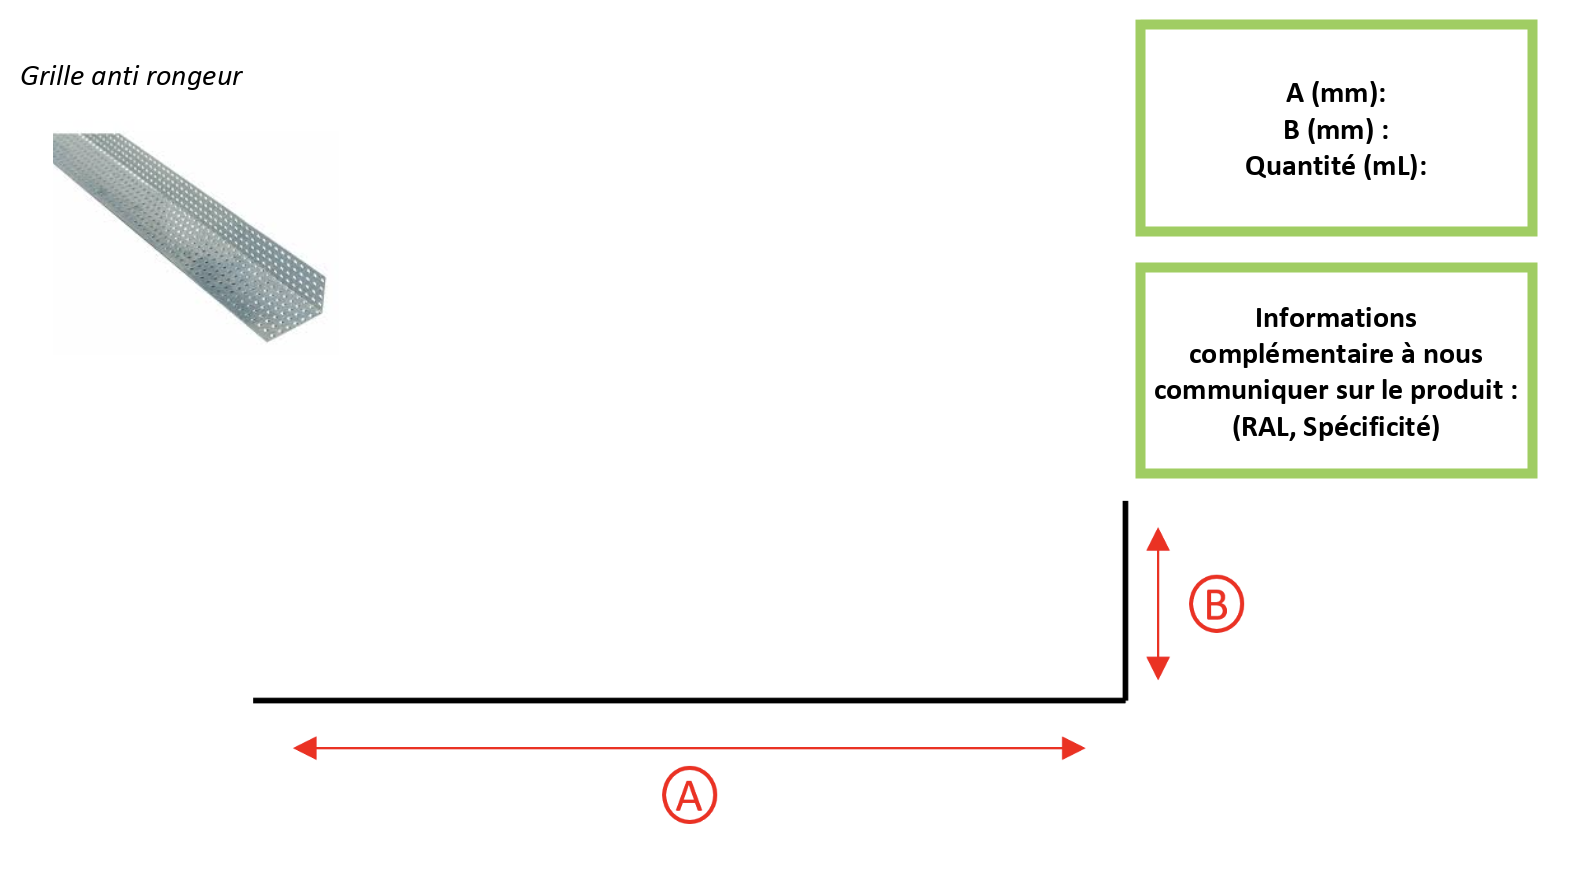 Grille anti rongeur
A (mm):
B (mm) :
Quantité (mL):
Informations
complémentaire à nous
communiquer sur le produit :
(RAL, Spécificité)
B
A